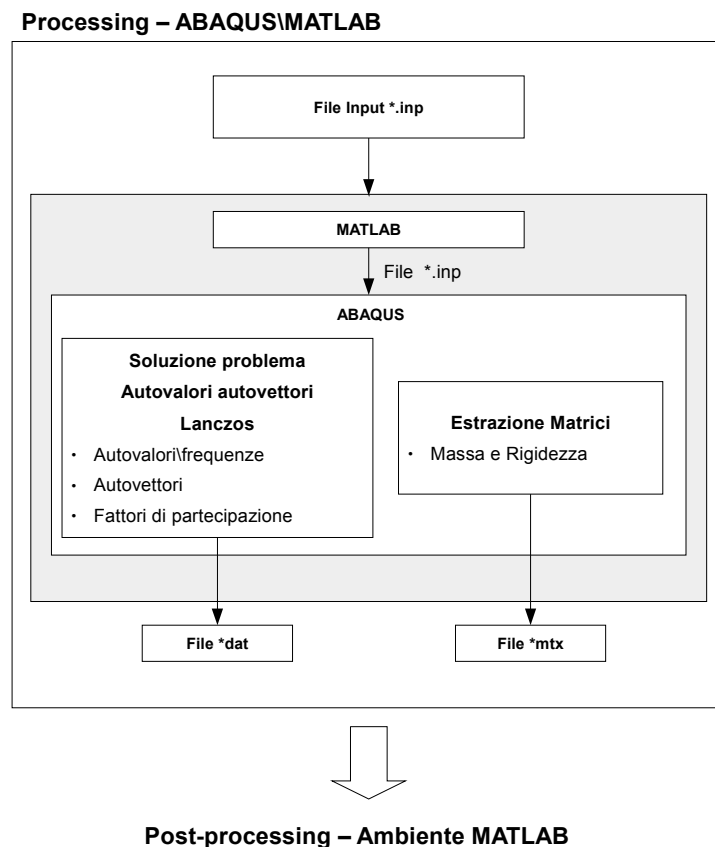 Processing – ABAQUS\MATLAB
File Input *.inp
MATLAB
File *.inp
ABAQUS
Soluzione problema
Autovalori autovettori
Lanczos
· Autovalori\frequenze
· Autovettori
· Fattori di partecipazione
Estrazione Matrici
· Massa e Rigidezza
File *dat
File *mtx
Post-processing – Ambiente MATLAB